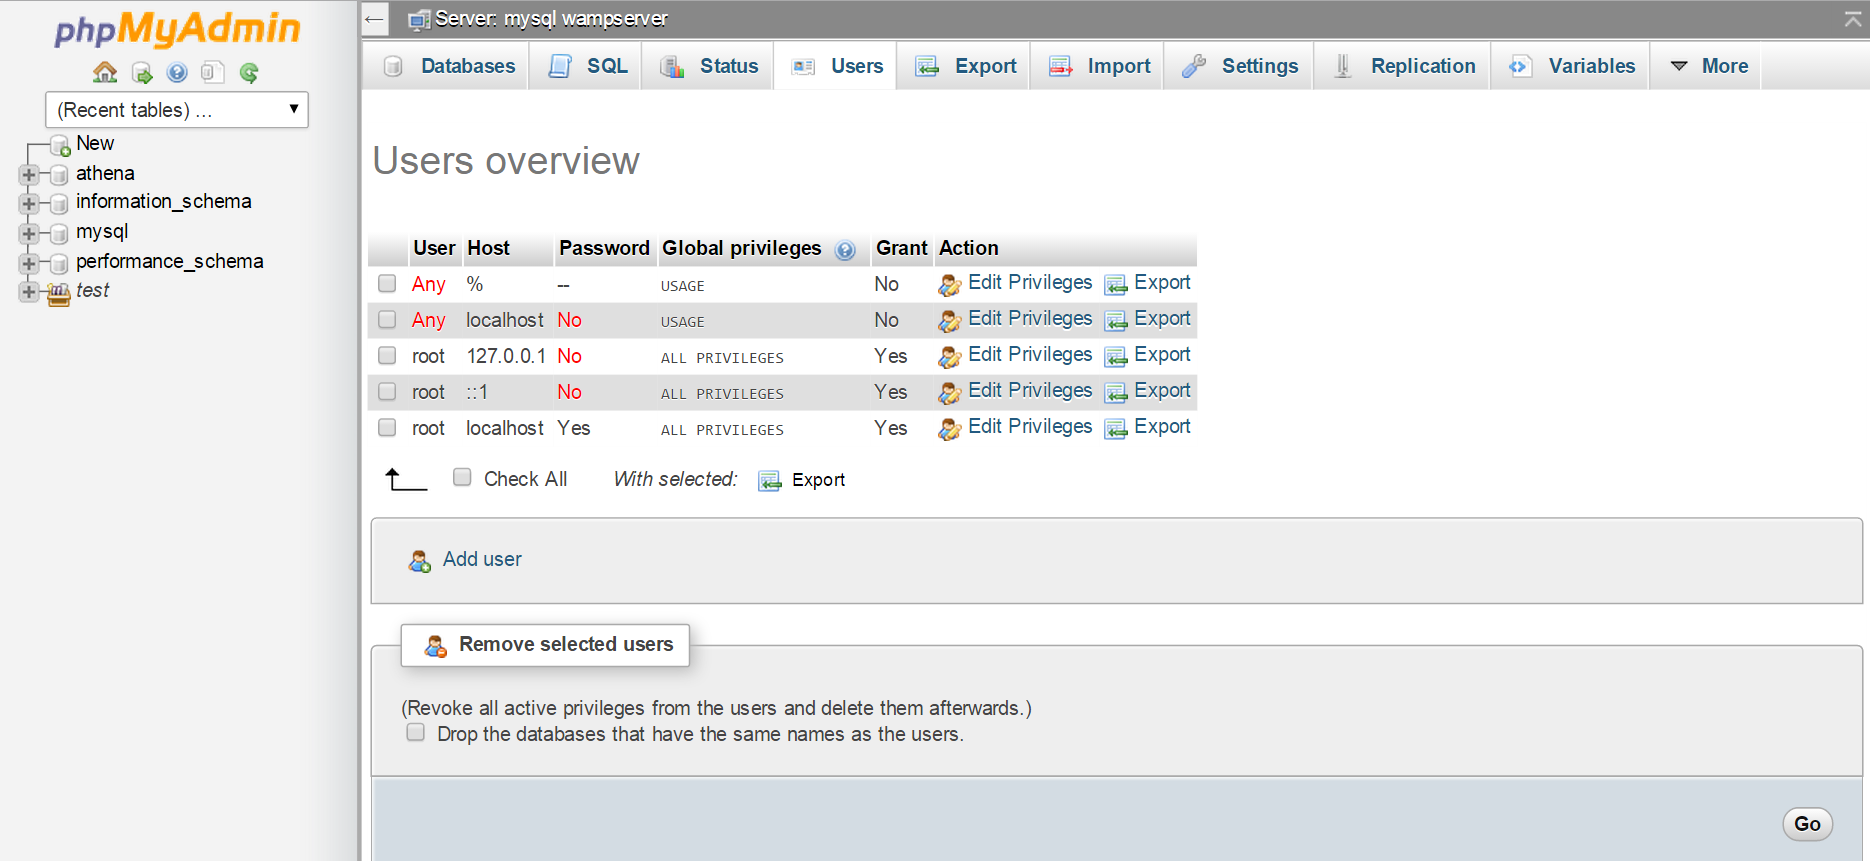 phpMyAdmin
(Recent tables) ...
New
athena
information_schema
mysql
performance_schema
test
Server: mysql wampserver
Databases SQL Status Users Export Import Settings Replication Variables More
Users overview
User Host Password Global privileges Grant Action
Any % -- USAGE No Edit Privileges Export
Any localhost No USAGE No Edit Privileges Export
root 127.0.0.1 No ALL PRIVILEGES Yes Edit Privileges Export
root ::1 No ALL PRIVILEGES Yes Edit Privileges Export
root localhost Yes ALL PRIVILEGES Yes Edit Privileges Export
Check All With selected: Export
Add user
Remove selected users
(Revoke all active privileges from the users and delete them afterwards.)
Drop the databases that have the same names as the users.
Go